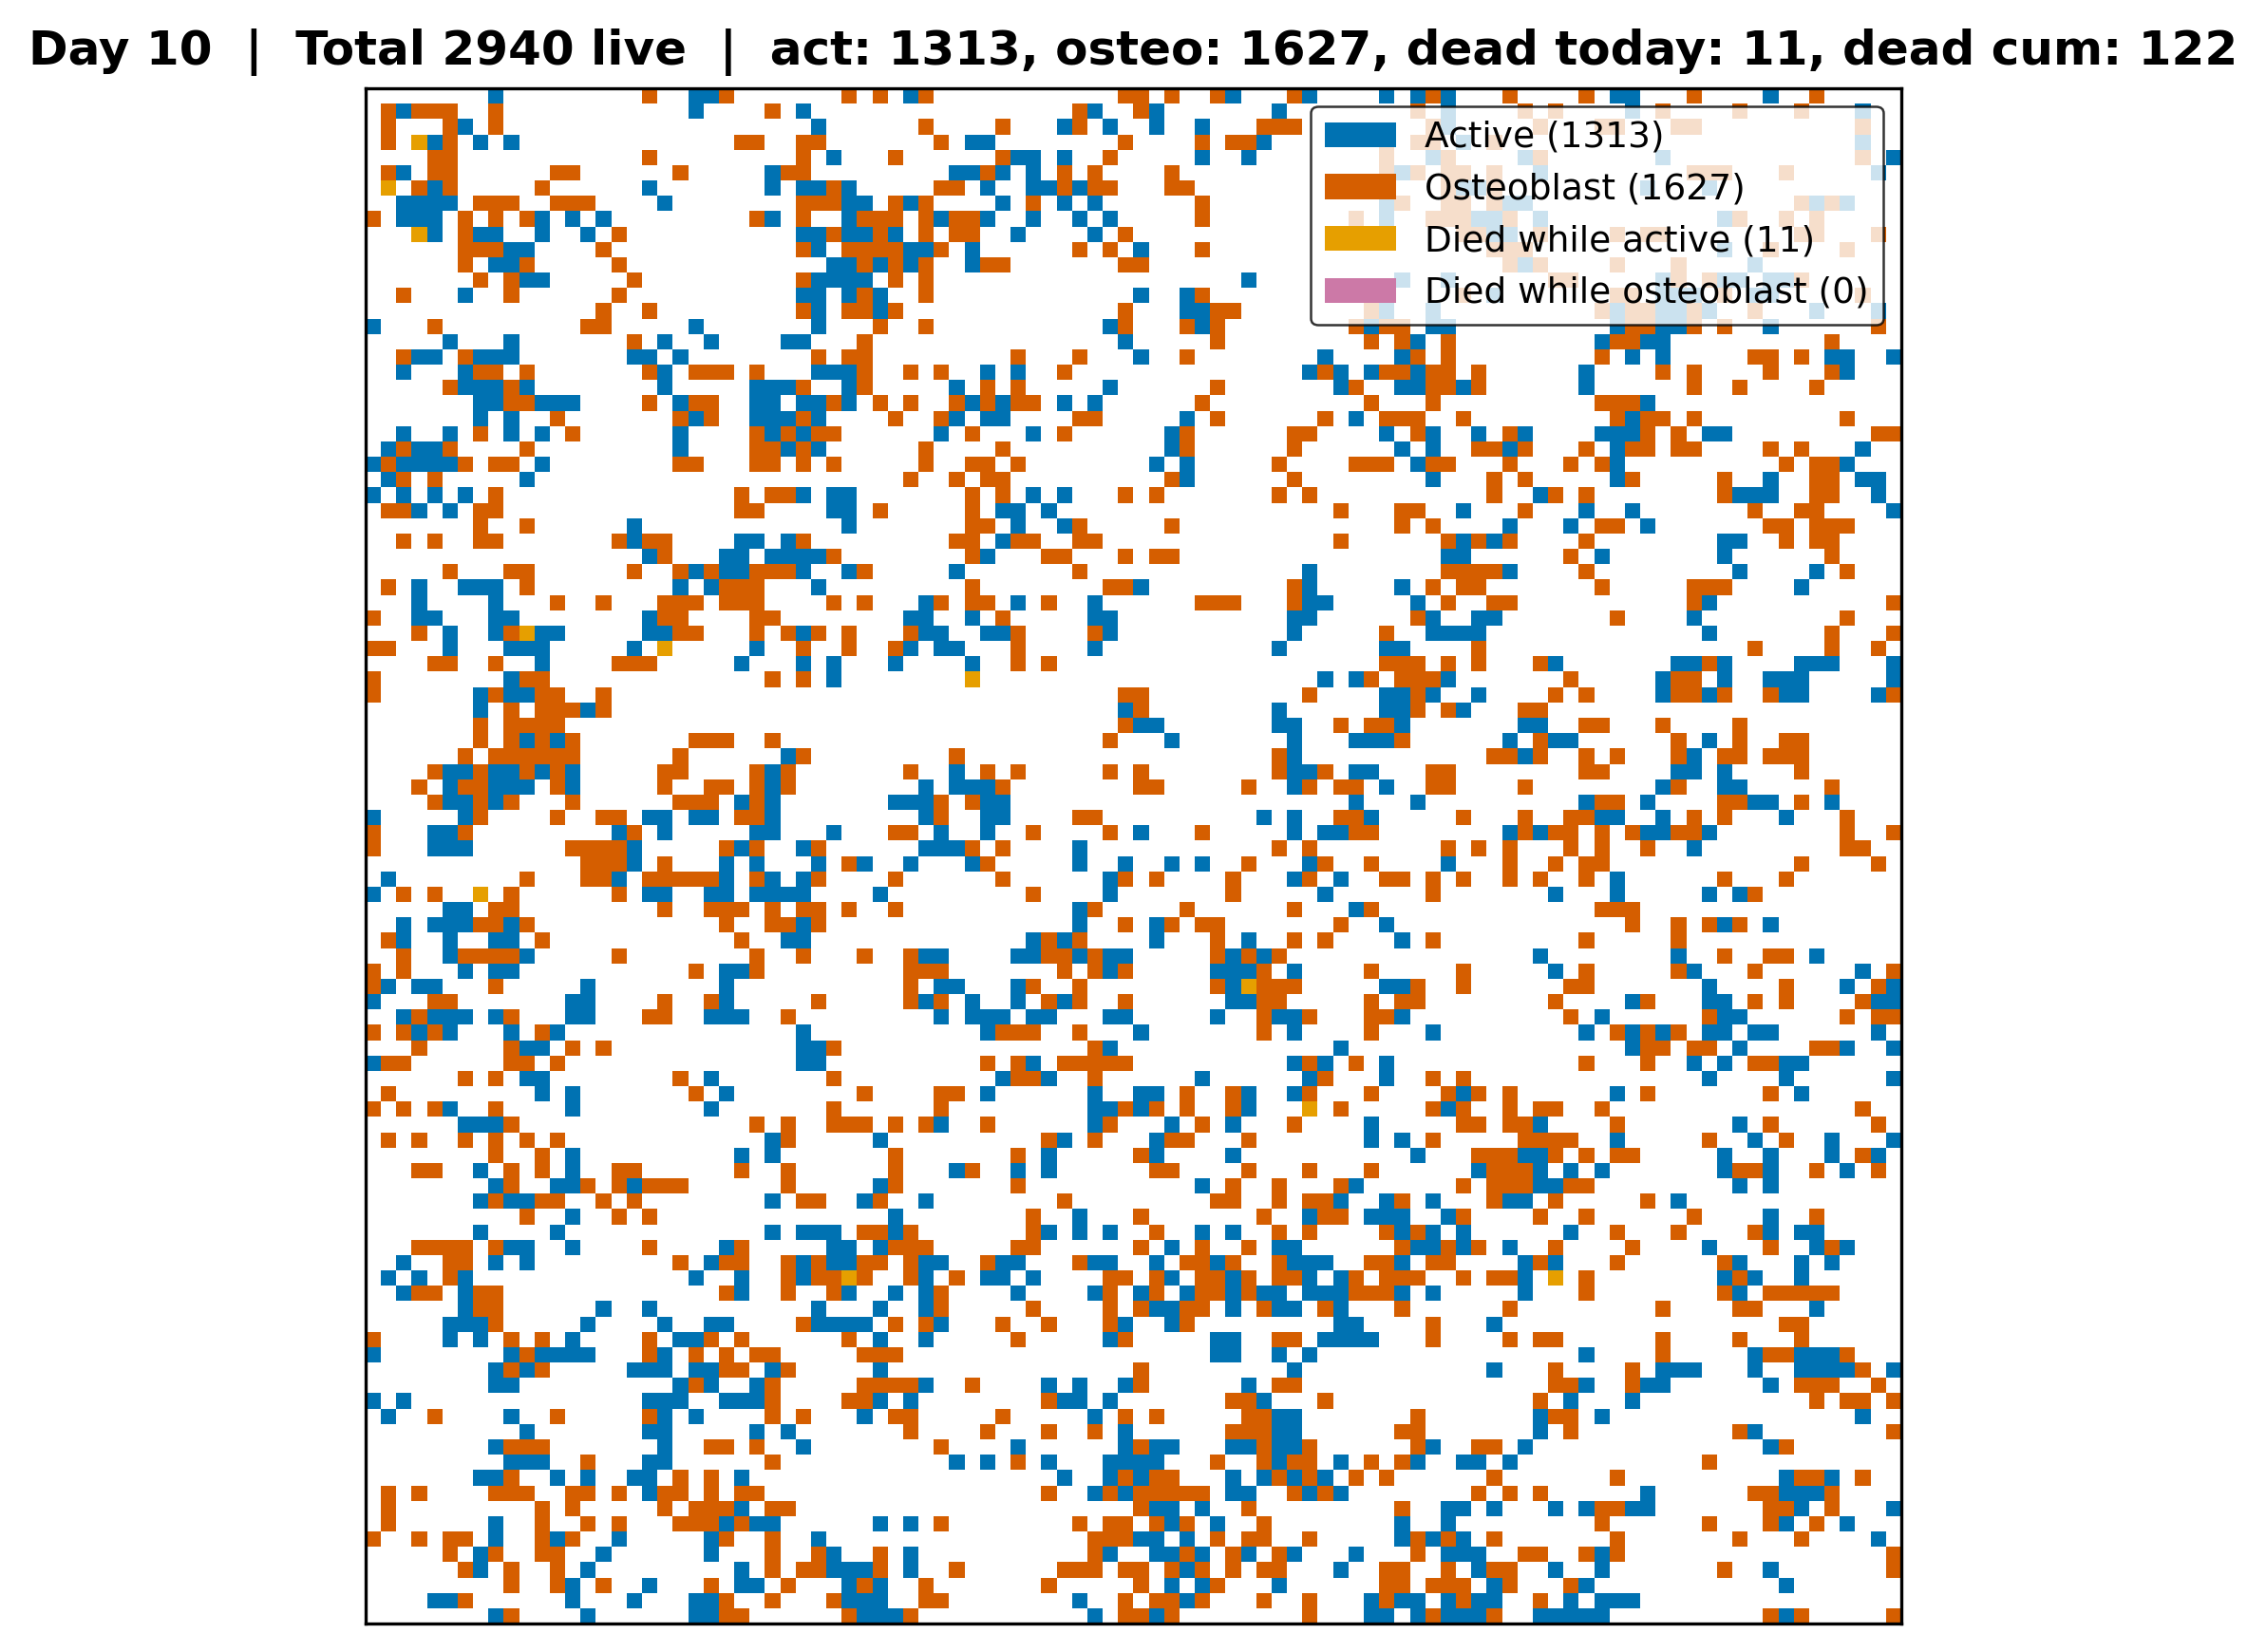 Day 10 | Total 2940 live | act: 1313, osteo: 1627, dead today: 11, dead cum: 122
Active (1313)
Osteoblast (1627)
Died while active (11)
Died while osteoblast (0)